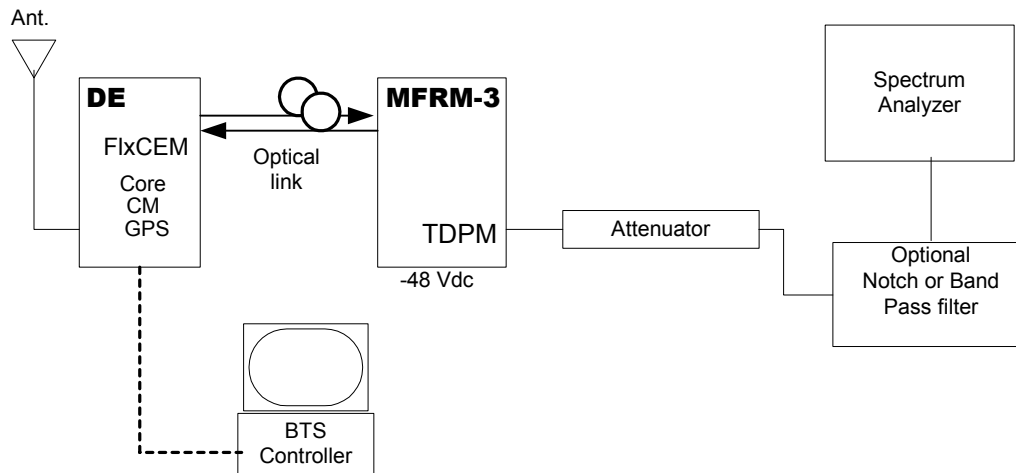 Ant.
DE
FlxCEM
Core
CM
GPS
Optical
link
MFRM-3
TDPM
-48 Vdc
Attenuator
Spectrum
Analyzer
Optional
Notch or Band
Pass filter
BTS
Controller